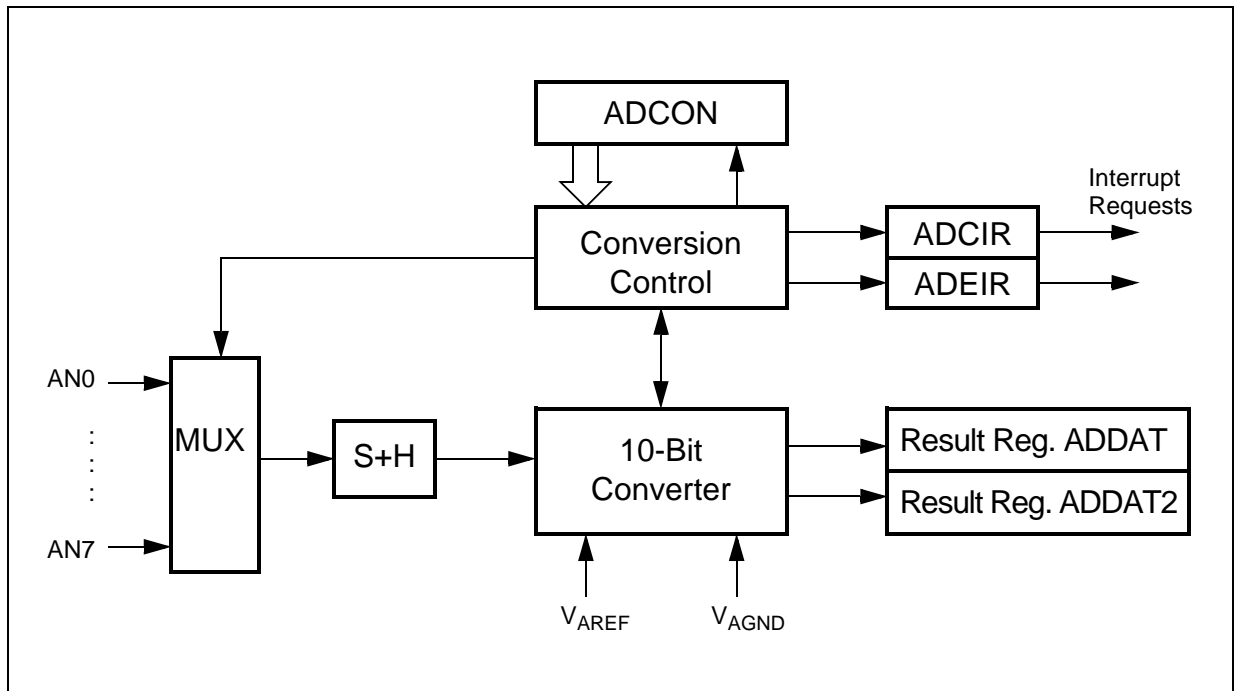 ADCON
Interrupt
Requests
Conversion
Control
ADCIR
ADEIR
AN0
:
:
:
AN7
MUX
S+H
10-Bit
Converter
Result Reg. ADDAT
Result Reg. ADDAT2
VAREF
VAGND